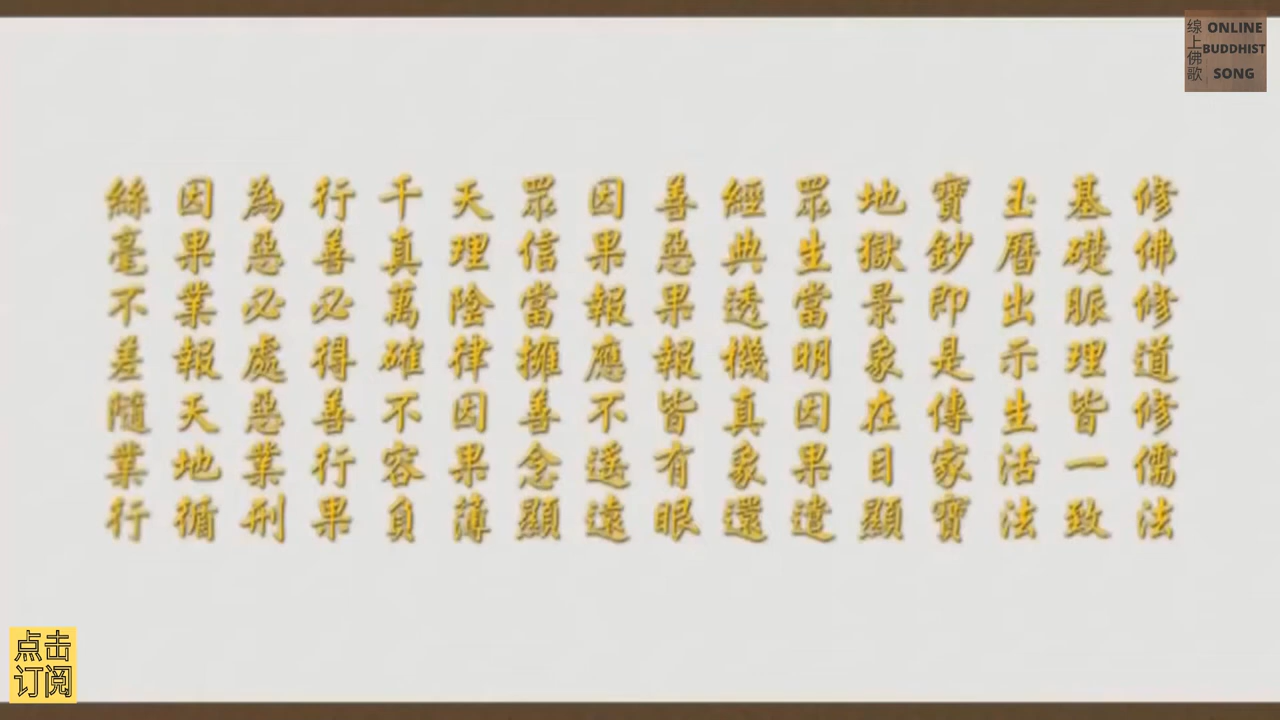 修佛修道修儒法
基礎脈理皆一致
玉曆出示生活法
寶鈔即是傳家寶
地獄景象在目顯
眾生當明因果遣
經典透機真象還
善惡果報皆有眼
因果報應不遙遠
眾信當擁善念顯
天理陰律因果薄
千真萬確不容負
行善必得善行果
為惡必處惡業刑
因果業報天地循
絲毫不差隨業行
线上佛歌
ONLINE
BUDDHIST
SONG
点击
订阅